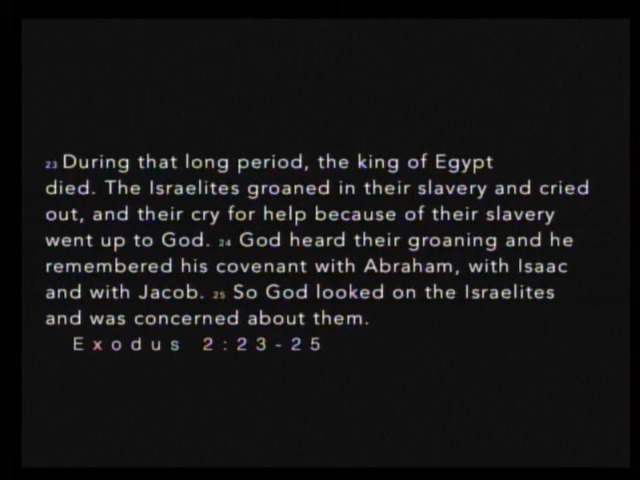 23 During that long period, the king of Egypt
died. The Israelites groaned in their slavery and cried
out, and their cry for help because of their slavery
went up to God. 24 God heard their groaning and he
remembered his covenant with Abraham, with Isaac
and with Jacob. 25 So God looked on the Israelites
and was concerned about them.
Exodus 2:23-25